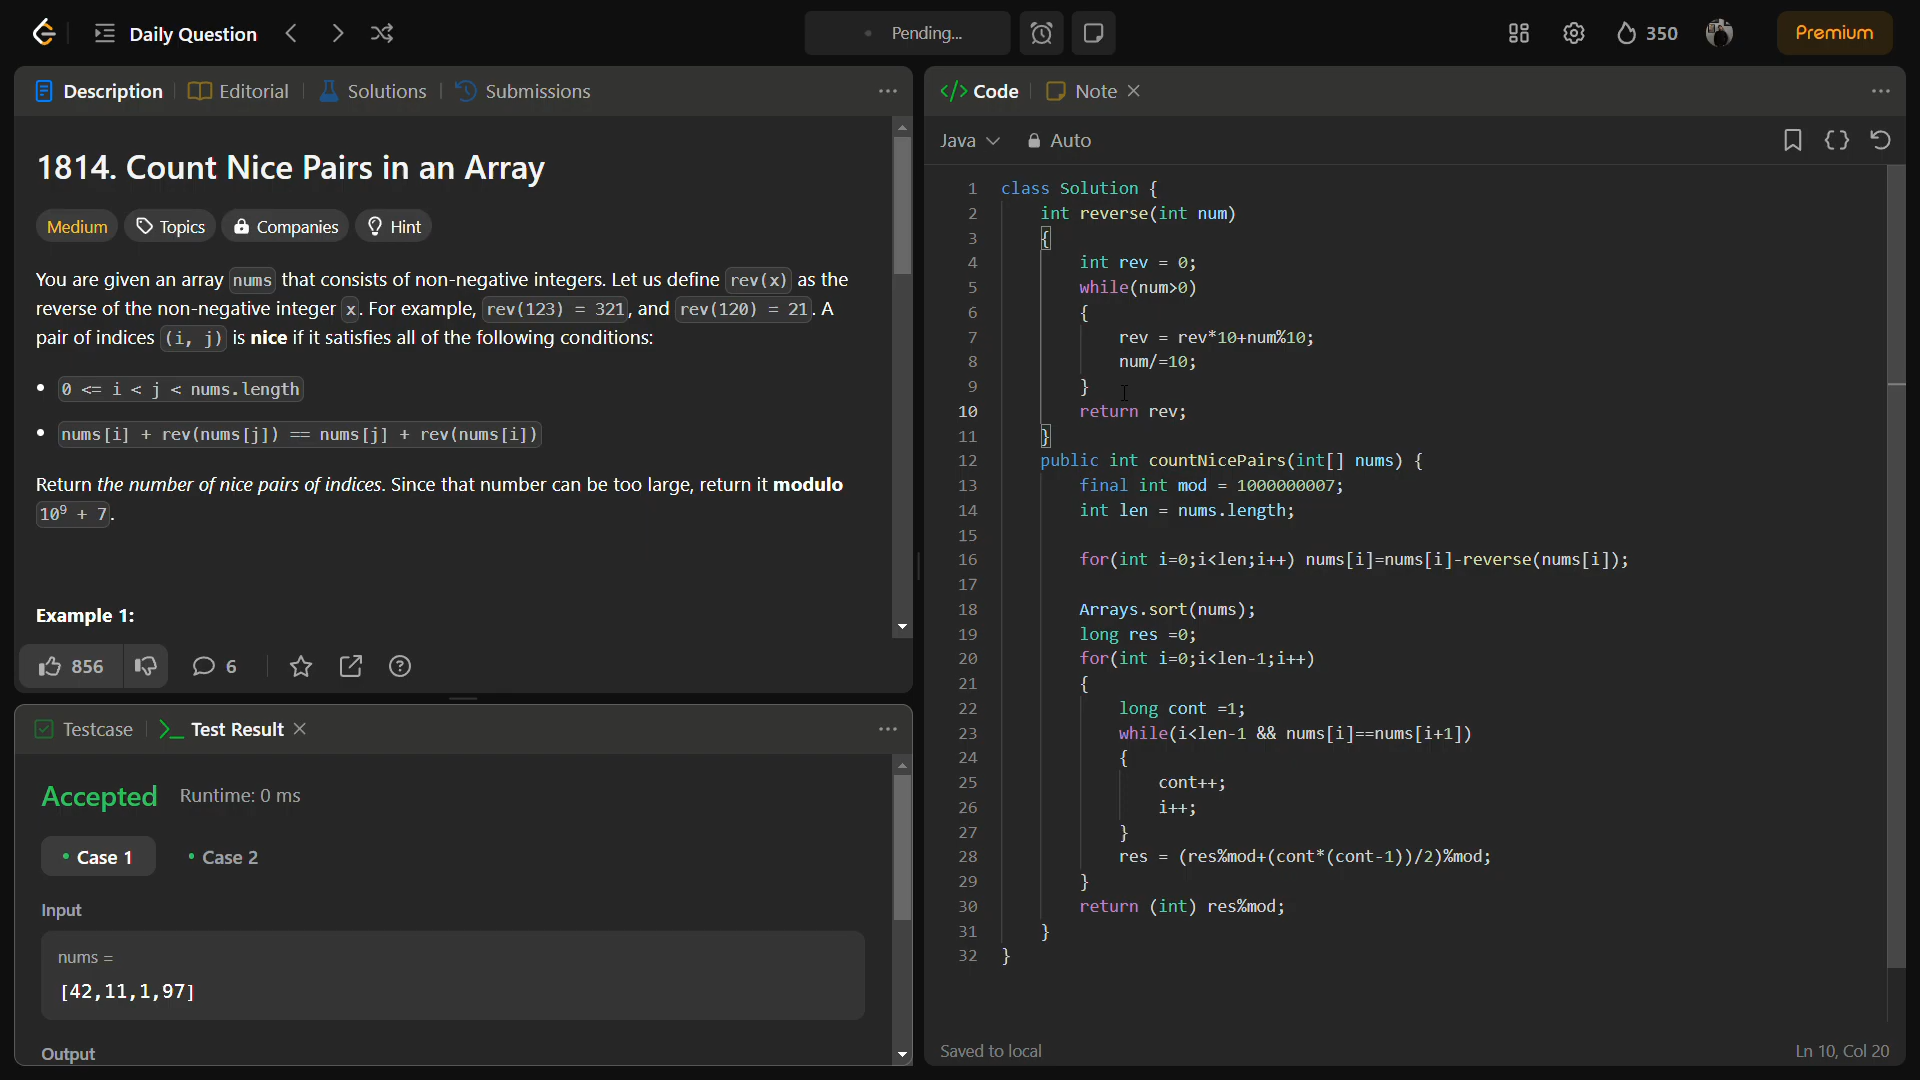 Daily Question
Pending...
350
Premium
Description
Editorial
Solutions
Submissions
1814. Count Nice Pairs in an Array
Medium
Topics
Companies
Hint
You are given an array nums that consists of non-negative integers. Let us define rev(x) as the
reverse of the non-negative integer x. For example, rev(123) = 321, and rev(120) = 21. A
pair of indices (i, j) is nice if it satisfies all of the following conditions:
• 0 <= i < j < nums.length
• nums[i] + rev(nums[j]) == nums[j] + rev(nums[i])
Return the number of nice pairs of indices. Since that number can be too large, return it modulo
10⁹ + 7.
Example 1:
856
6
Testcase
Test Result
Accepted
Runtime: 0 ms
• Case 1
• Case 2
Input
nums =
[42,11,1,97]
Output
</> Code
Note
Java
Auto
1 class Solution {
2     int reverse(int num)
3     {
4         int rev = 0;
5         while(num>0)
6         {
7             rev = rev*10+num%10;
8             num/=10;
9         }
10         return rev;
11     }
12     public int countNicePairs(int[] nums) {
13         final int mod = 1000000007;
14         int len = nums.length;
15
16         for(int i=0;i<len;i++) nums[i]=nums[i]-reverse(nums[i]);
17
18         Arrays.sort(nums);
19         long res =0;
20         for(int i=0;i<len-1;i++)
21         {
22             long cont =1;
23             while(i<len-1 && nums[i]==nums[i+1])
24             {
25                 cont++;
26                 i++;
27             }
28             res = (res%mod+(cont*(cont-1))/2)%mod;
29         }
30         return (int) res%mod;
31     }
32 }
Saved to local
Ln 10, Col 20